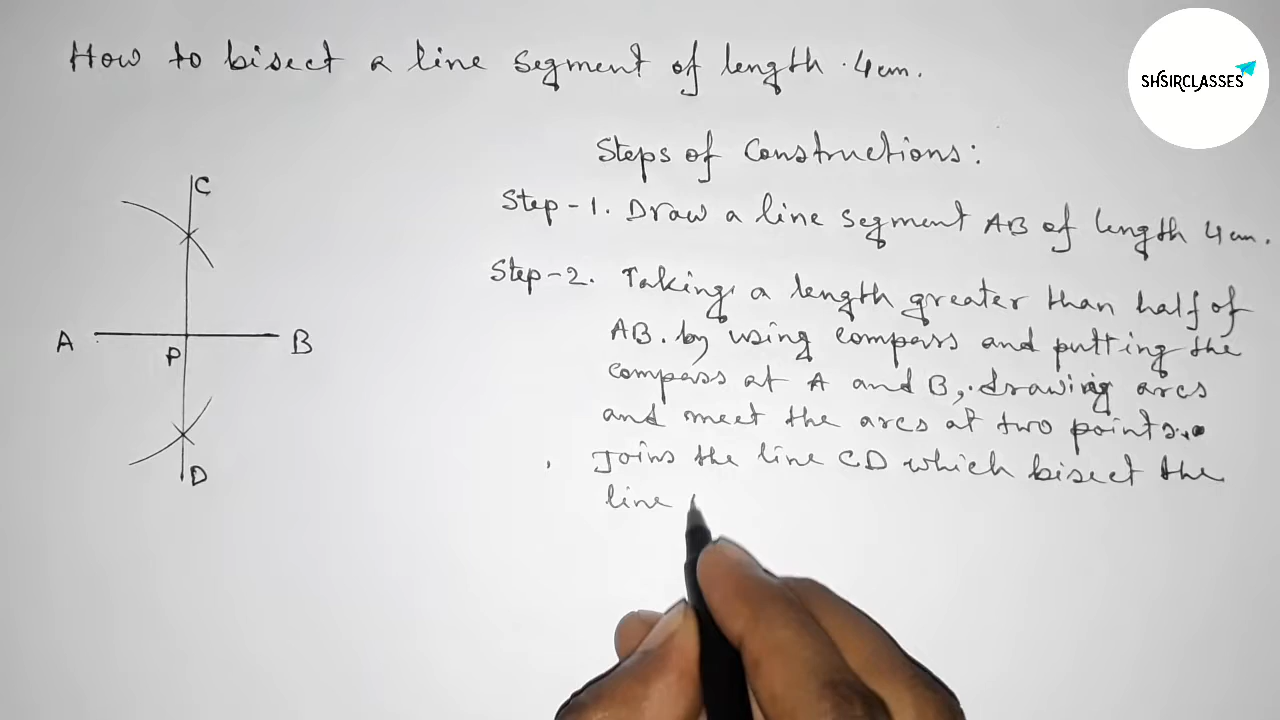 How to bisect a line segment of length .4cm.
SHSIRCLASSES
Steps of Constructions:
Step-1. Draw a line segment AB of length 4cm.
Step-2. Taking a length greater than half of
AB. by using compass and putting the
compass at A and B, drawing arcs
and meet the arcs at two points.
Joins the line CD which bisect the
line
C
A
P
B
D